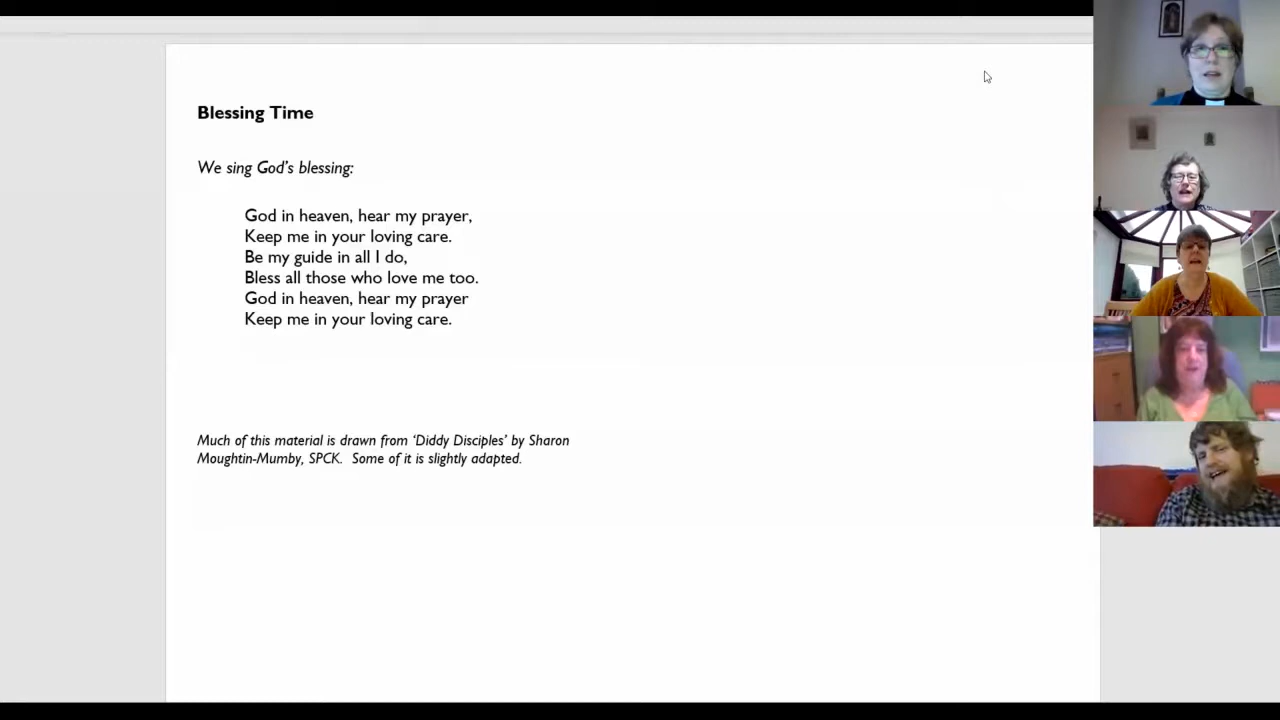 Blessing Time
We sing God’s blessing:
God in heaven, hear my prayer,
Keep me in your loving care.
Be my guide in all I do,
Bless all those who love me too.
God in heaven, hear my prayer
Keep me in your loving care.
Much of this material is drawn from ‘Diddy Disciples’ by Sharon
Moughtin-Mumby, SPCK.  Some of it is slightly adapted.